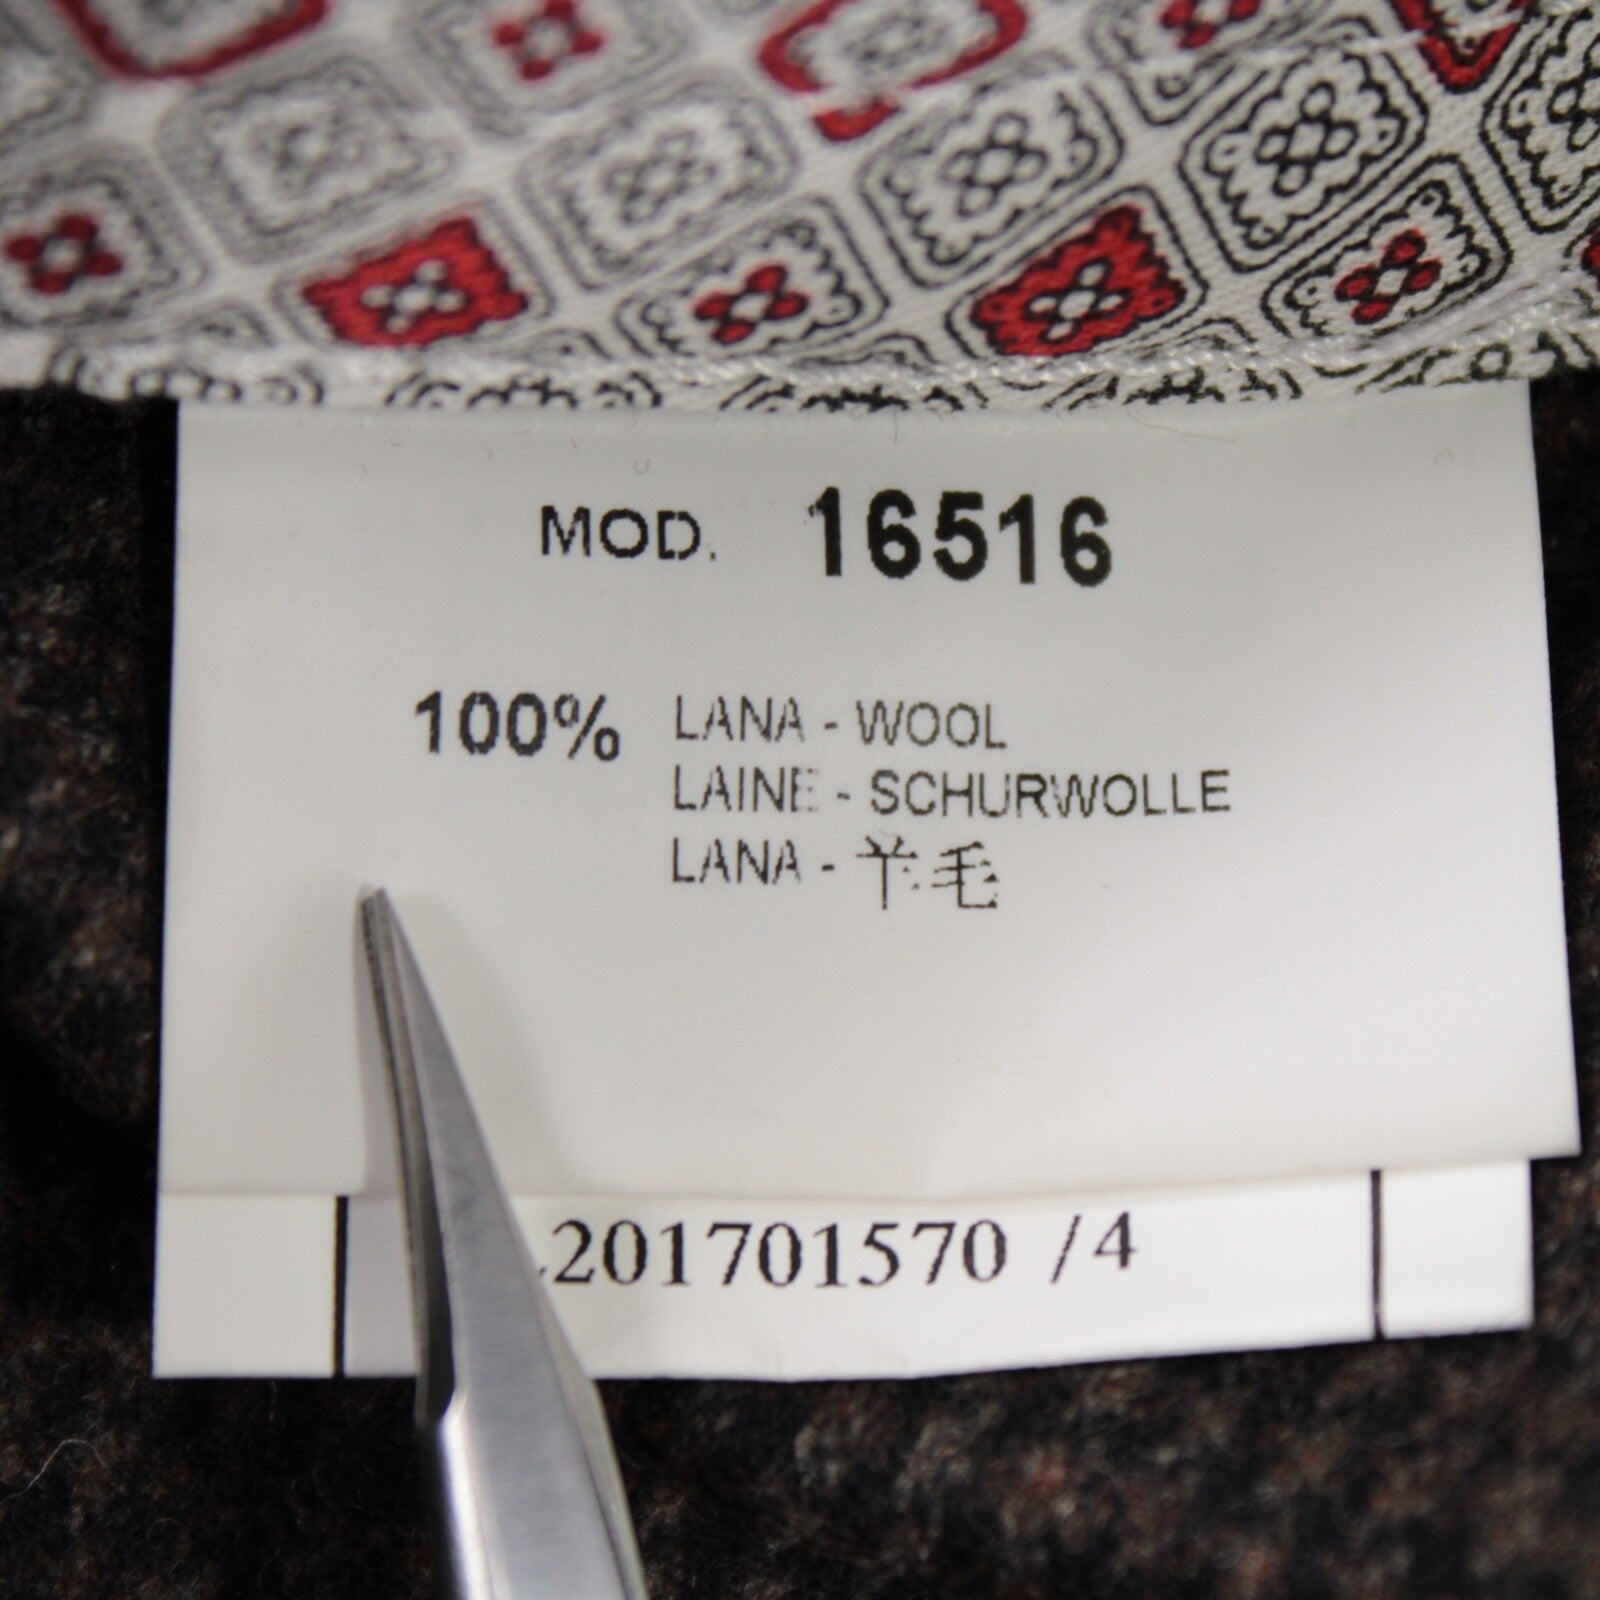 MOD. 16516
100% LANA - WOOL
LAINE - SCHURWOLLE
LANA - 羊毛
201701570 /4